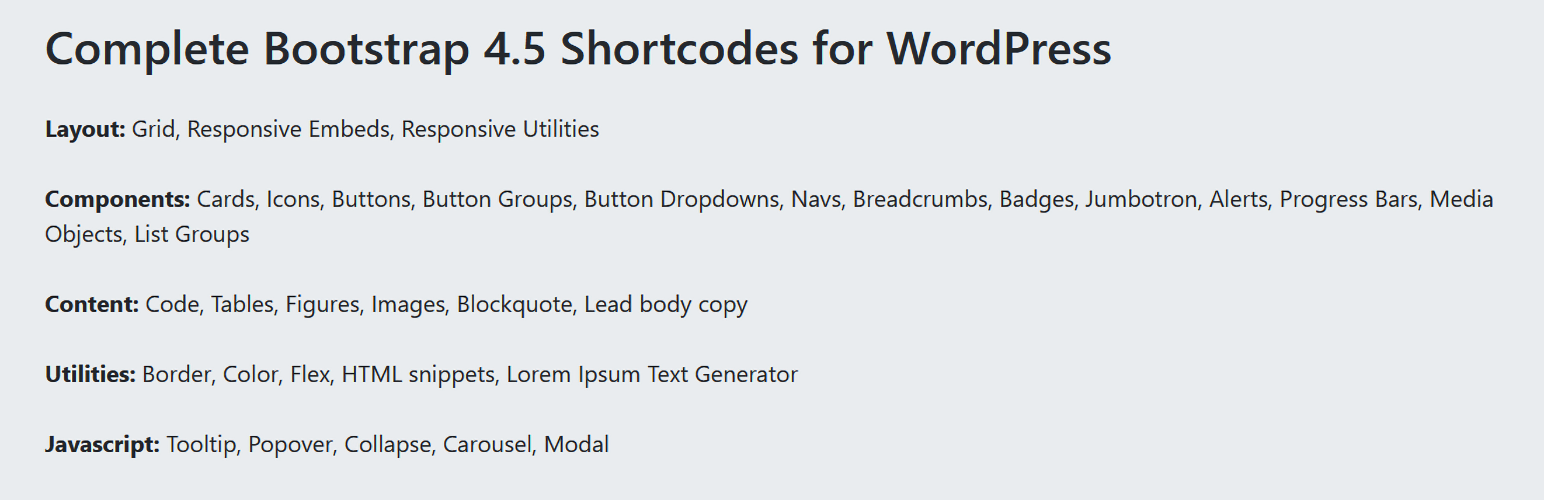 Complete Bootstrap 4.5 Shortcodes for WordPress
Layout: Grid, Responsive Embeds, Responsive Utilities
Components: Cards, Icons, Buttons, Button Groups, Button Dropdowns, Navs, Breadcrumbs, Badges, Jumbotron, Alerts, Progress Bars, Media
Objects, List Groups
Content: Code, Tables, Figures, Images, Blockquote, Lead body copy
Utilities: Border, Color, Flex, HTML snippets, Lorem Ipsum Text Generator
Javascript: Tooltip, Popover, Collapse, Carousel, Modal